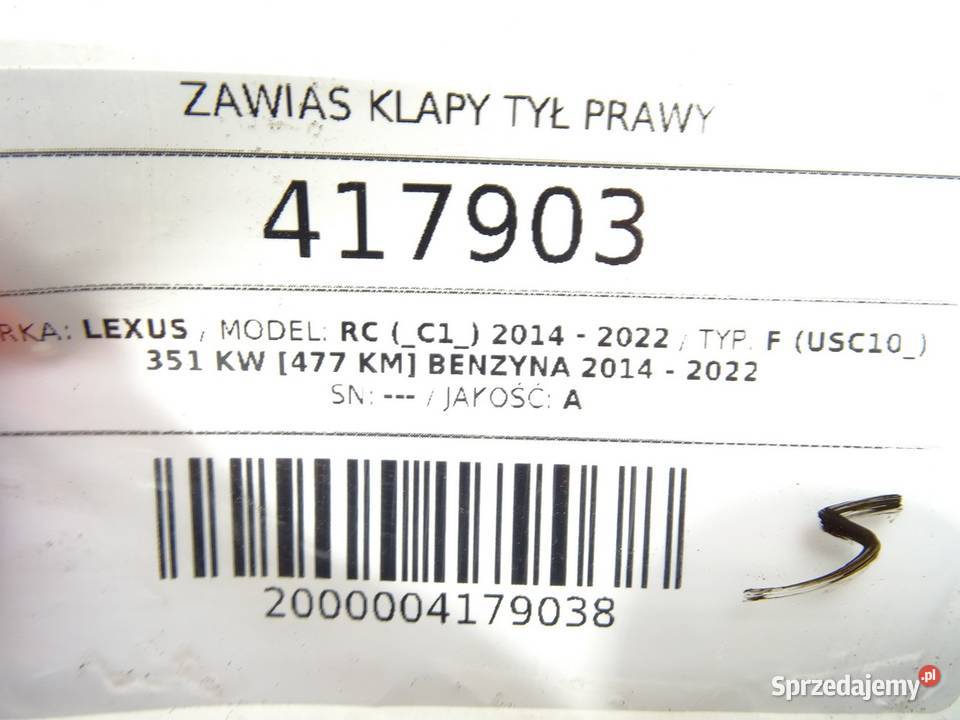 ZAWIAS KLAPY TYŁ PRAWY
417903
RKA: LEXUS / MODEL: RC (_C1_) 2014 - 2022 / TYP: F (USC10_)
351 KW [477 KM] BENZYNA 2014 - 2022
SN: --- / JAKOŚĆ: A
2000004179038
S
Sprzedajemy.pl